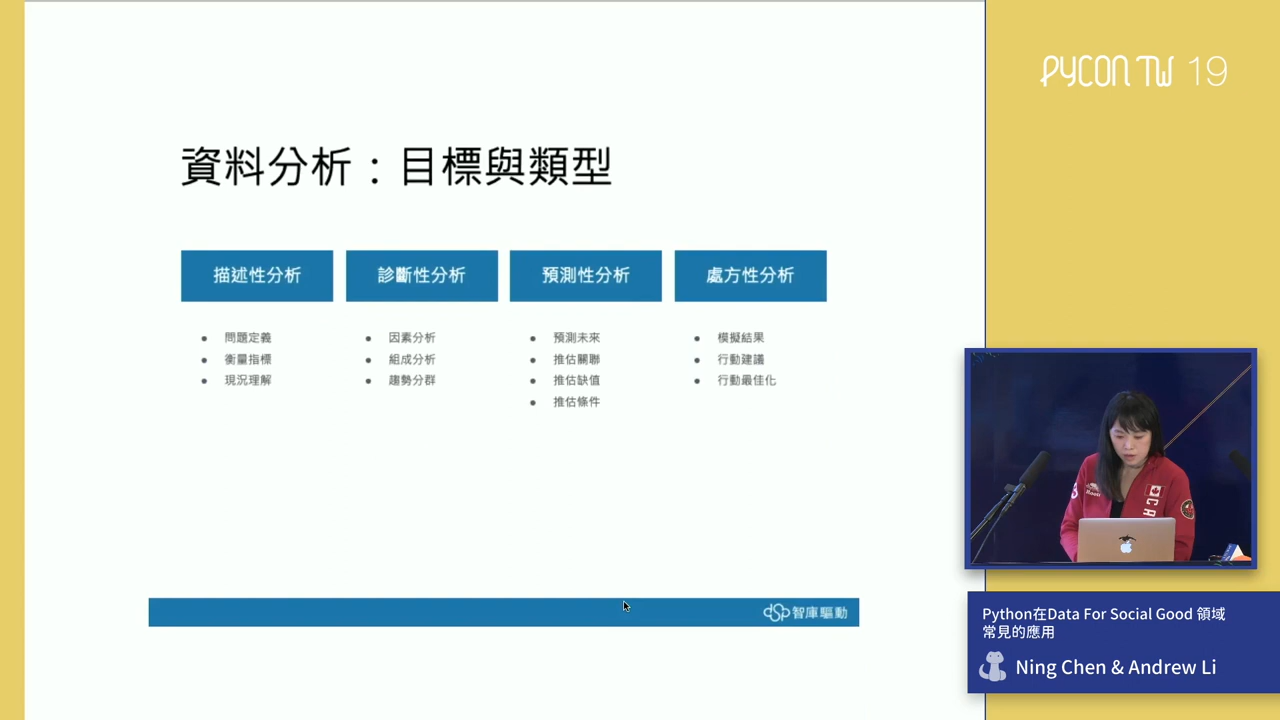 PYCON TW 19
資料分析：目標與類型
描述性分析
問題定義
衡量指標
現況理解
診斷性分析
因素分析
組成分析
趨勢分群
預測性分析
預測未來
推估關聯
推估缺值
推估條件
處方性分析
模擬結果
行動建議
行動最佳化
dSp智庫驅動
Python在Data For Social Good 領域
常見的應用
Ning Chen & Andrew Li